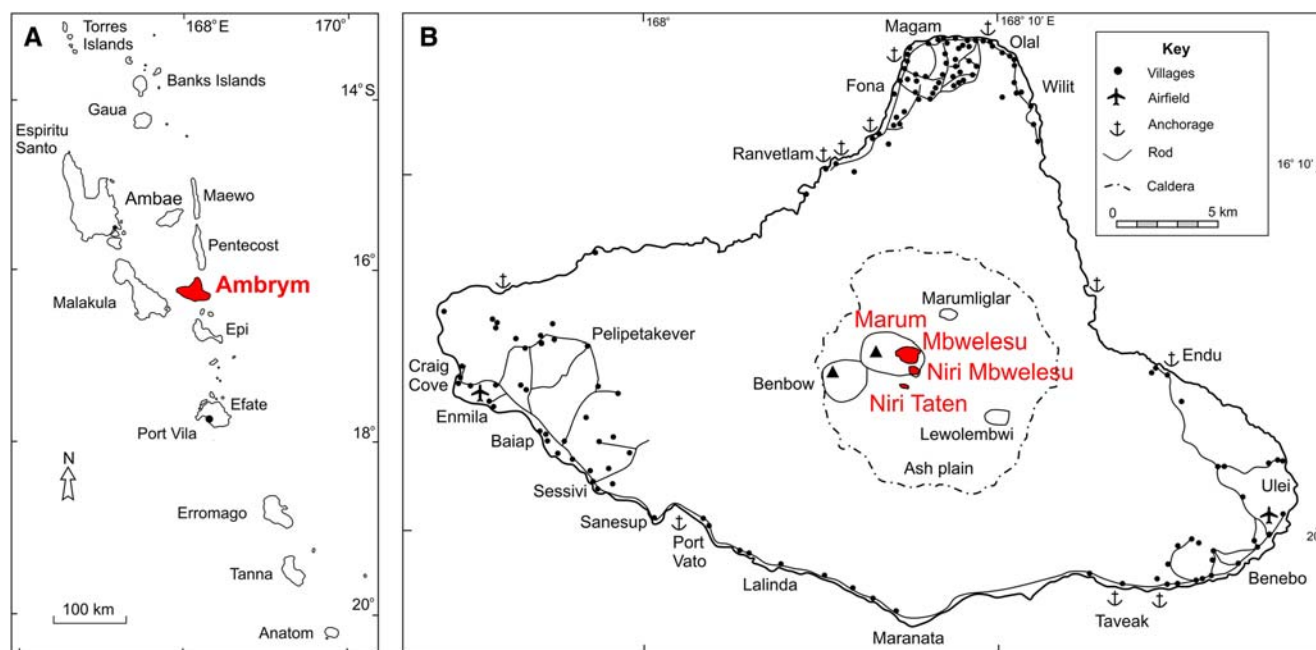 A
168° E
170°
Torres
Islands
Banks Islands
14° S
Gaua
Espiritu
Santo
Ambae
Maewo
Pentecost
16°
Ambrym
Malakula
Epi
Efate
Port Vila
18°
N
Erromago
Tanna
100 km
20°
Anatom
B
168°
168° 10' E
Magam
Olal
Fona
Wilit
Ranvetlam
16° 10'
Key
Villages
Airfield
Anchorage
Rod
Caldera
0
5 km
Marumliglar
Marum
Mbwelesu
Pelipetakever
Craig
Cove
Benbow
Niri Mbwelesu
Endu
Enmila
Niri Taten
Baiap
Lewolembwi
Ash plain
Sessivi
Ulei
Sanesup
20
Port
Vato
Lalinda
Benebo
Taveak
Maranata